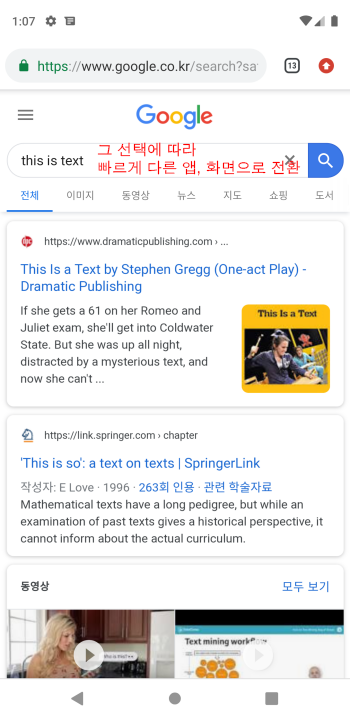 1:07
https://www.google.co.kr/search?sa
13
Google
this is text
그 선택에 따라
빠르게 다른 앱, 화면으로 전환
전체 이미지 동영상 뉴스 지도 쇼핑 도서
https://www.dramaticpublishing.com › ...
This Is a Text by Stephen Gregg (One-act Play) -
Dramatic Publishing
If she gets a 61 on her Romeo and
Juliet exam, she'll get into Coldwater
State. But she was up all night,
distracted by a mysterious text, and
now she can't ...
This Is a Text
https://link.springer.com › chapter
'This is so': a text on texts | SpringerLink
작성자: E Love · 1996 · 263회 인용 · 관련 학술자료
Mathematical texts have a long pedigree, but while an
examination of past texts gives a historical perspective, it
cannot inform about the actual curriculum.
동영상 모두 보기
Text mining workflow